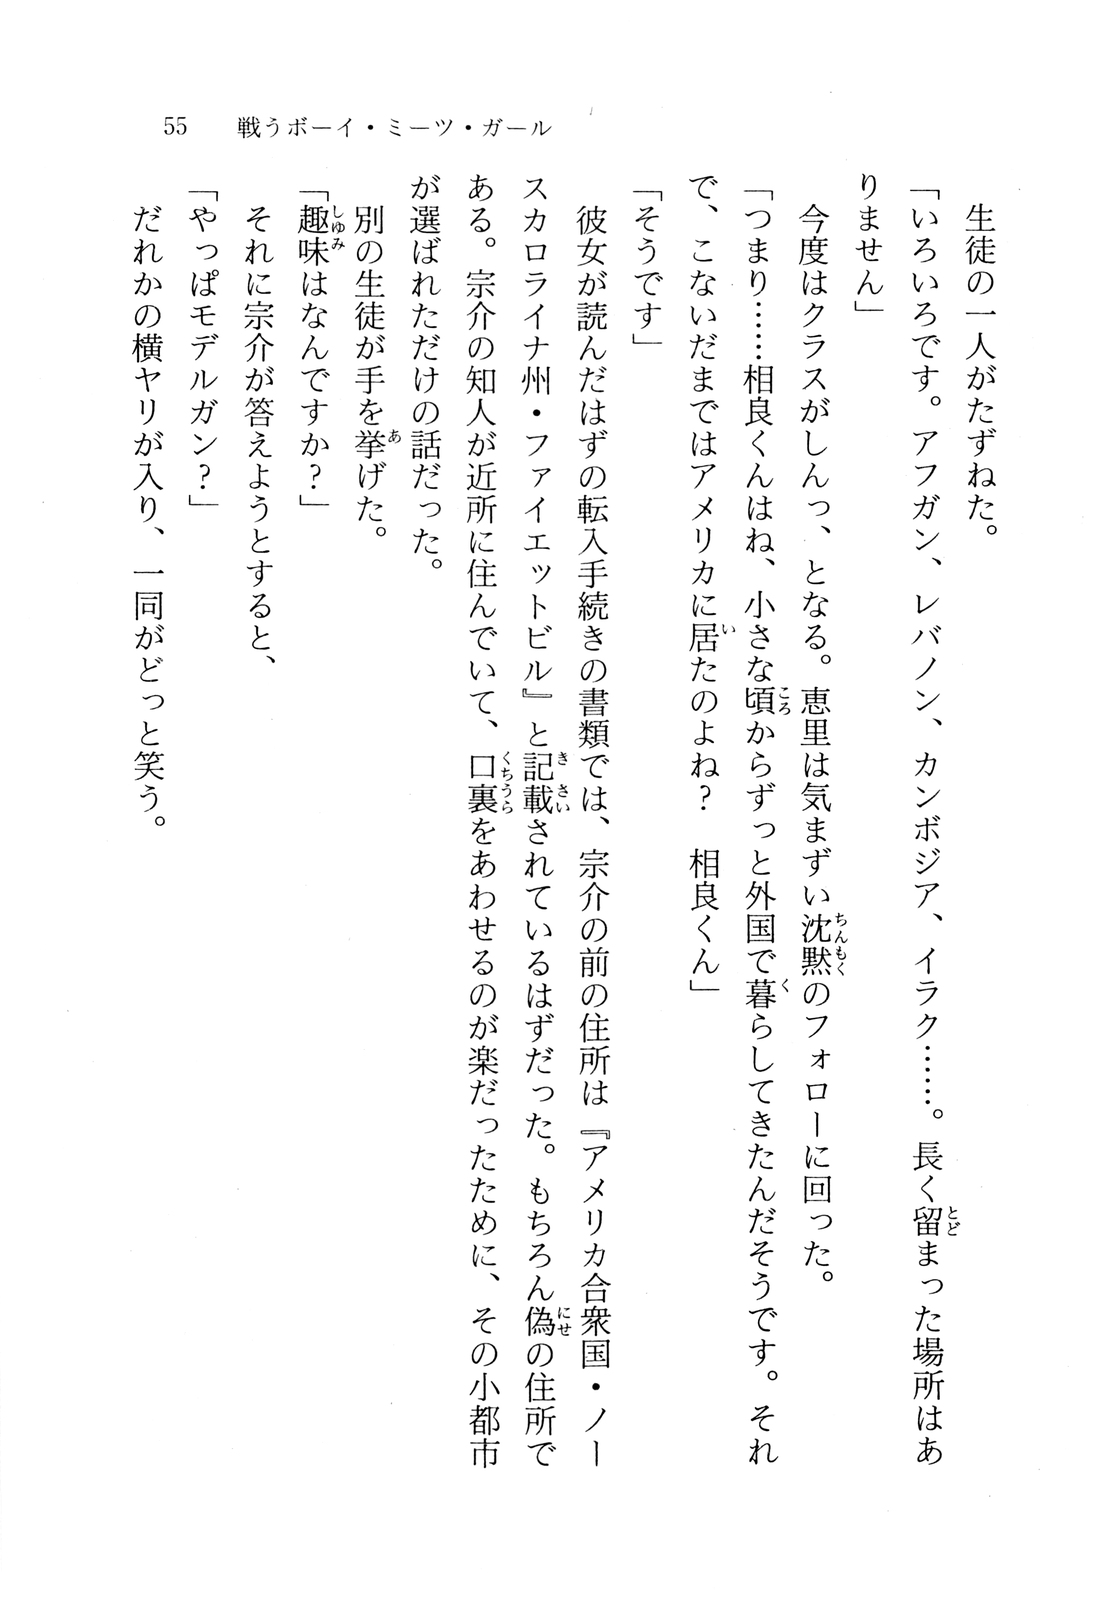 55　戦うボーイ・ミーツ・ガール
　生徒の一人がたずねた。
「いろいろです。アフガン、レバノン、カンボジア、イラク……。長く留まった場所はあ
りません」
　今度はクラスがしんっ、となる。恵里は気まずい沈黙のフォローに回った。
「つまり……相良くんはね、小さな頃からずっと外国で暮らしてきたんだそうです。それ
で、こないだまではアメリカに居たのよね？　相良くん」
「そうです」
　彼女が読んだはずの転入手続きの書類では、宗介の前の住所は『アメリカ合衆国・ノー
スカロライナ州・ファイエットビル』と記載されているはずだった。もちろん偽の住所で
ある。宗介の知人が近所に住んでいて、口裏をあわせるのが楽だったために、その小都市
が選ばれただけの話だった。
　別の生徒が手を挙げた。
「趣味はなんですか？」
　それに宗介が答えようとすると、
「やっぱモデルガン？」
　だれかの横ヤリが入り、一同がどっと笑う。